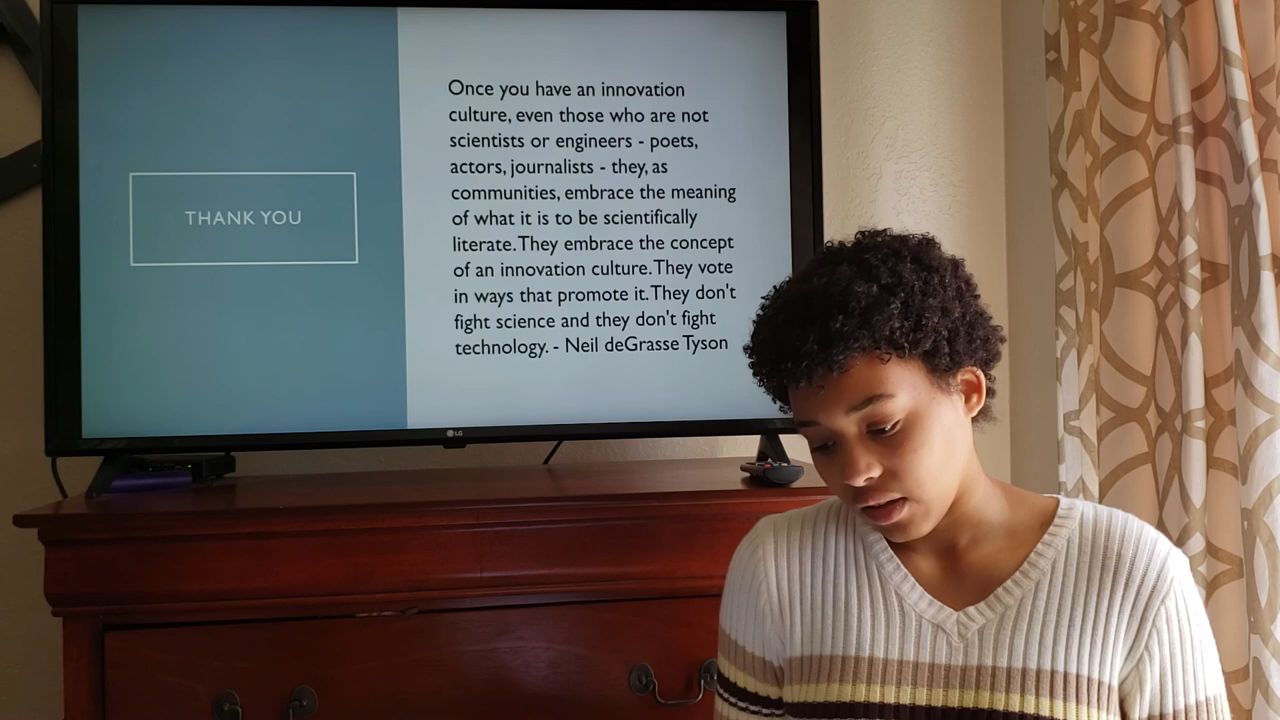 THANK YOU
Once you have an innovation
culture, even those who are not
scientists or engineers - poets,
actors, journalists - they, as
communities, embrace the meaning
of what it is to be scientifically
literate. They embrace the concept
of an innovation culture. They vote
in ways that promote it. They don't
fight science and they don't fight
technology. - Neil deGrasse Tyson
LG